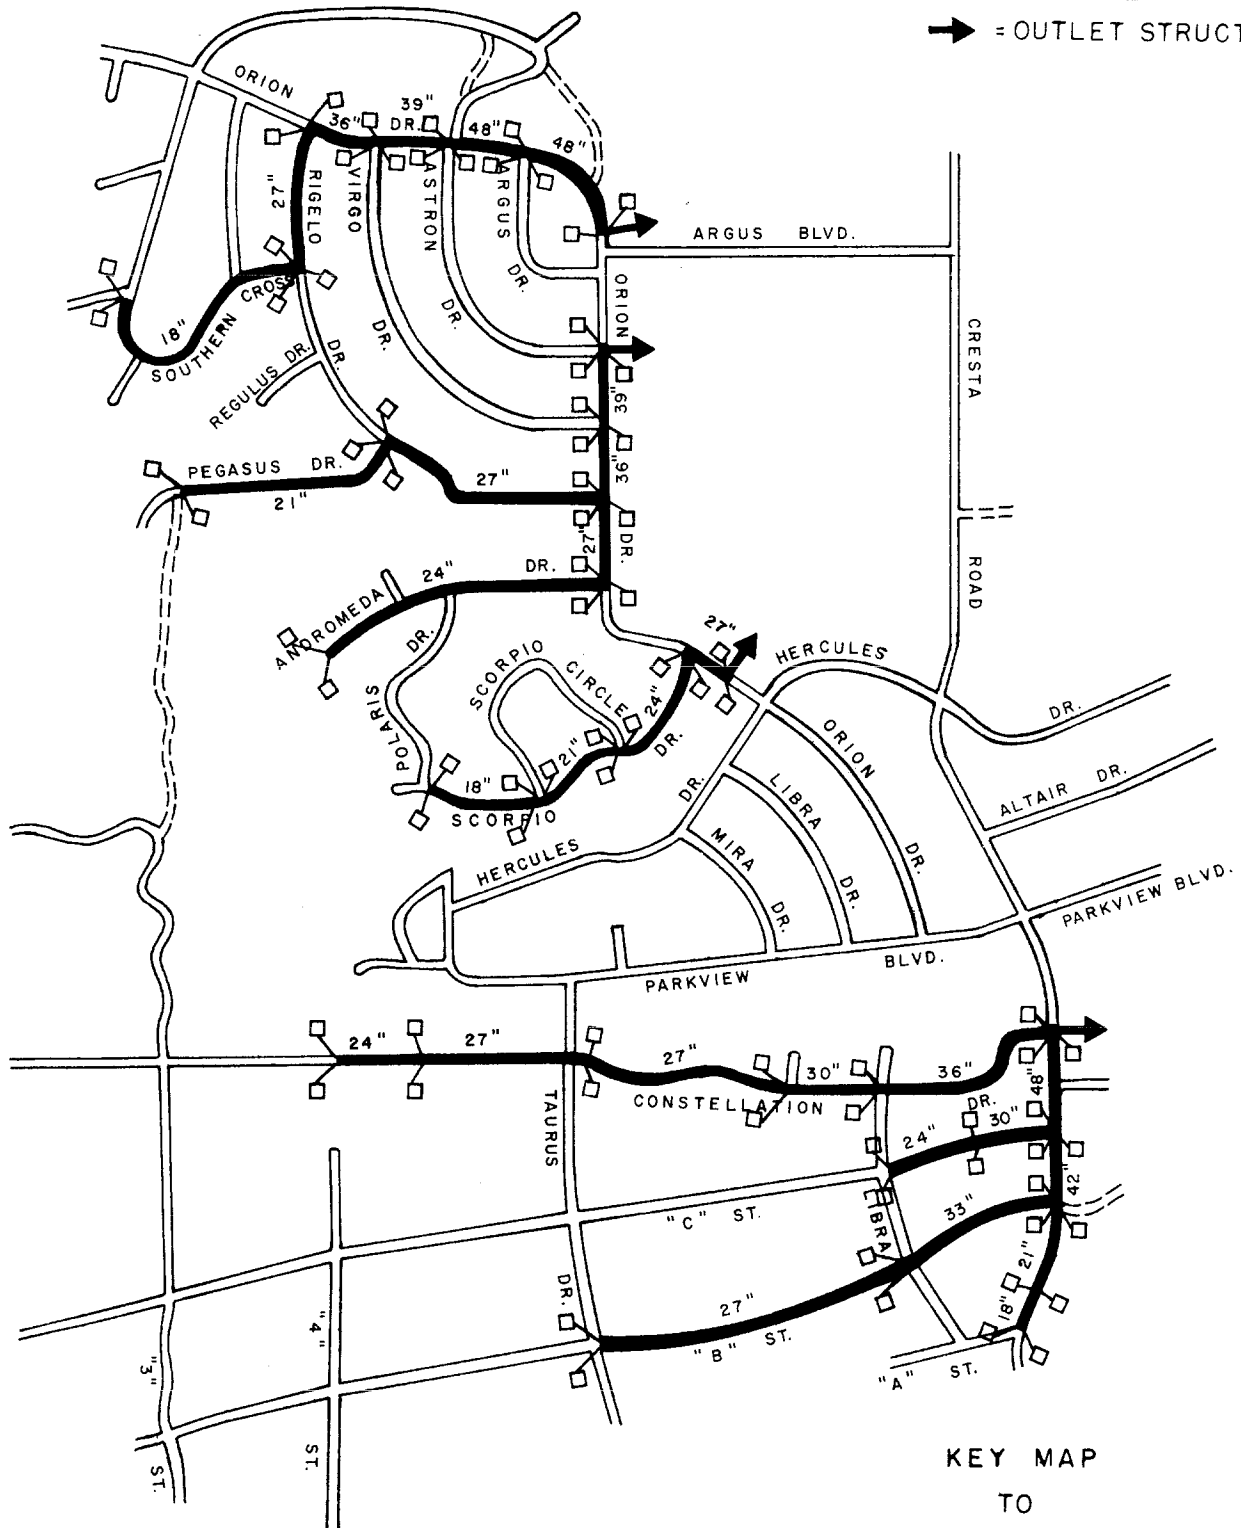 = OUTLET STRUCT
ORION
39"
36"
DR.
48"
48"
27"
RIGELO
VIRGO
ASTRON
ARGUS
ARGUS BLVD.
DR.
ORION
CROSS
18"
SOUTHERN
DR.
DR.
DR.
CRESTA
REGULUS DR.
39"
PEGASUS DR.
21"
27"
36"
27"
DR.
ROAD
24"
DR.
ANDROMEDA
DR.
27"
SCORPIO
CIRCLE
HERCULES
POLARIS
24"
DR.
ORION
DR.
21"
18"
SCORPIO
DR.
LIBRA
ALTAIR DR.
HERCULES
MIRA
DR.
DR.
DR.
PARKVIEW BLVD.
PARKVIEW
BLVD.
24"
27"
27"
30"
36"
CONSTELLATION
DR.
48"
TAURUS
24"
30"
"C" ST.
LIBRA
33"
42"
21"
DR.
27"
18"
"B" ST.
"A" ST.
"4"
"3"
ST.
ST.
KEY MAP
TO